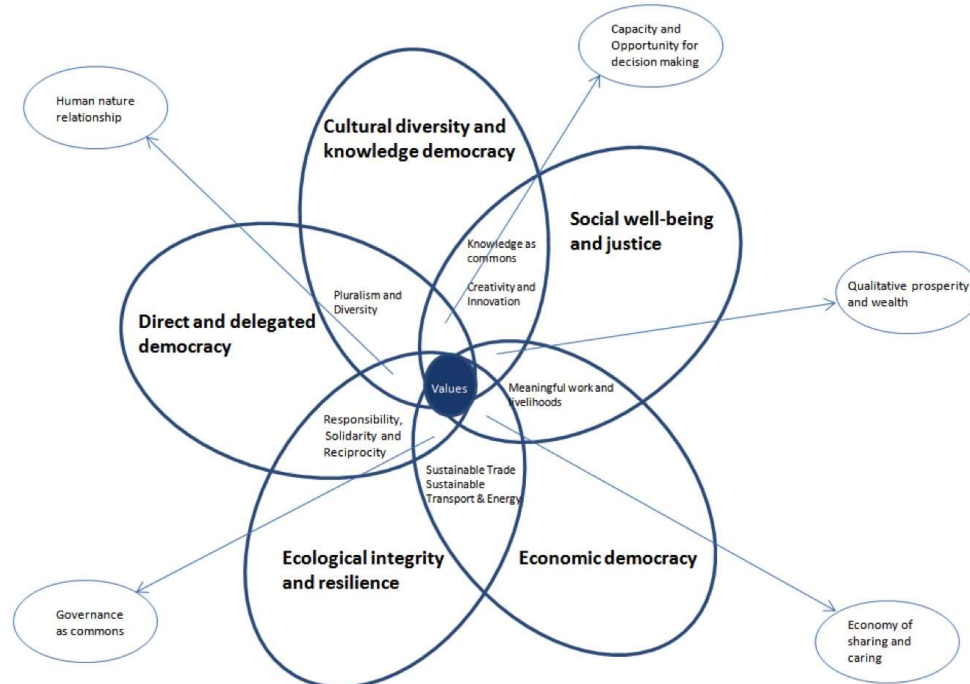 Capacity and
Opportunity for
decision making
Human nature
relationship
Cultural diversity and
knowledge democracy
Social well-being
and justice
Knowledge as
commons
Creativity and
Innovation
Qualitative prosperity
and wealth
Pluralism and
Diversity
Direct and delegated
democracy
Values
Meaningful work and
livelihoods
Responsibility,
Solidarity and
Reciprocity
Sustainable Trade
Sustainable
Transport & Energy
Ecological integrity
and resilience
Economic democracy
Governance
as commons
Economy of
sharing and
caring